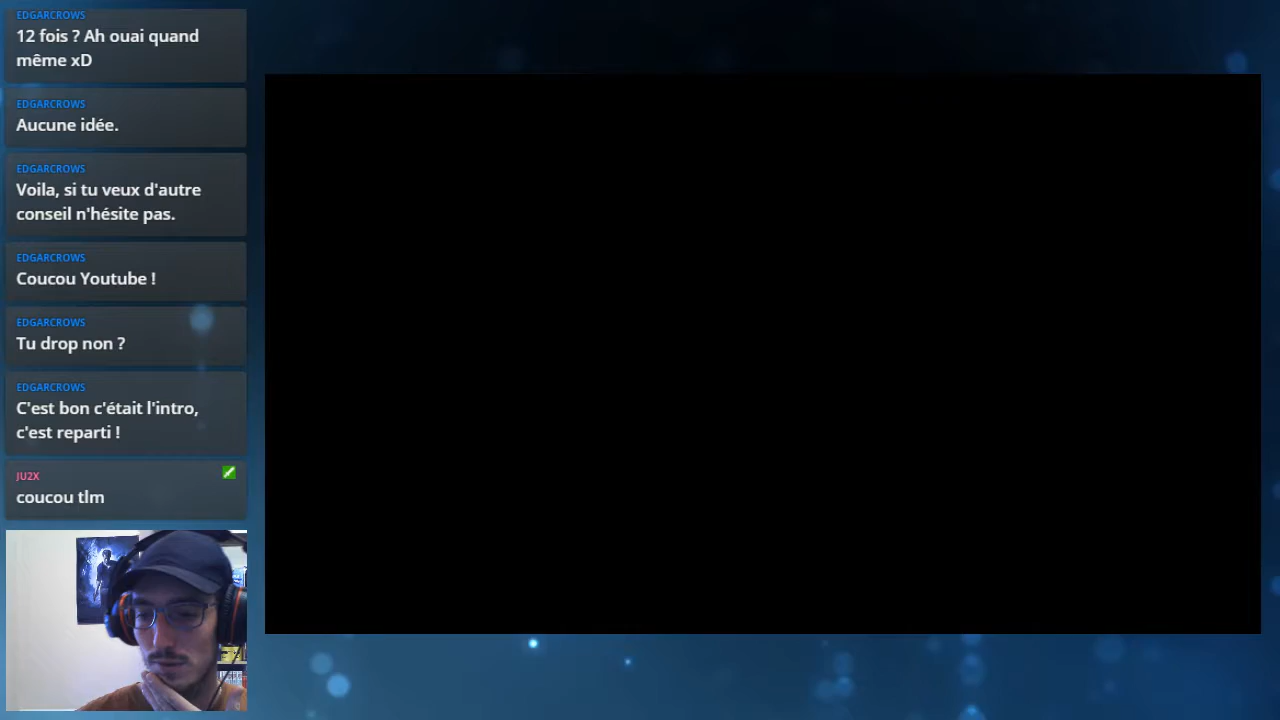 EDGARCROWS
12 fois ? Ah ouai quand
même xD
EDGARCROWS
Aucune idée.
EDGARCROWS
Voila, si tu veux d'autre
conseil n'hésite pas.
EDGARCROWS
Coucou Youtube !
EDGARCROWS
Tu drop non ?
EDGARCROWS
C'est bon c'était l'intro,
c'est reparti !
JU2X
coucou tlm